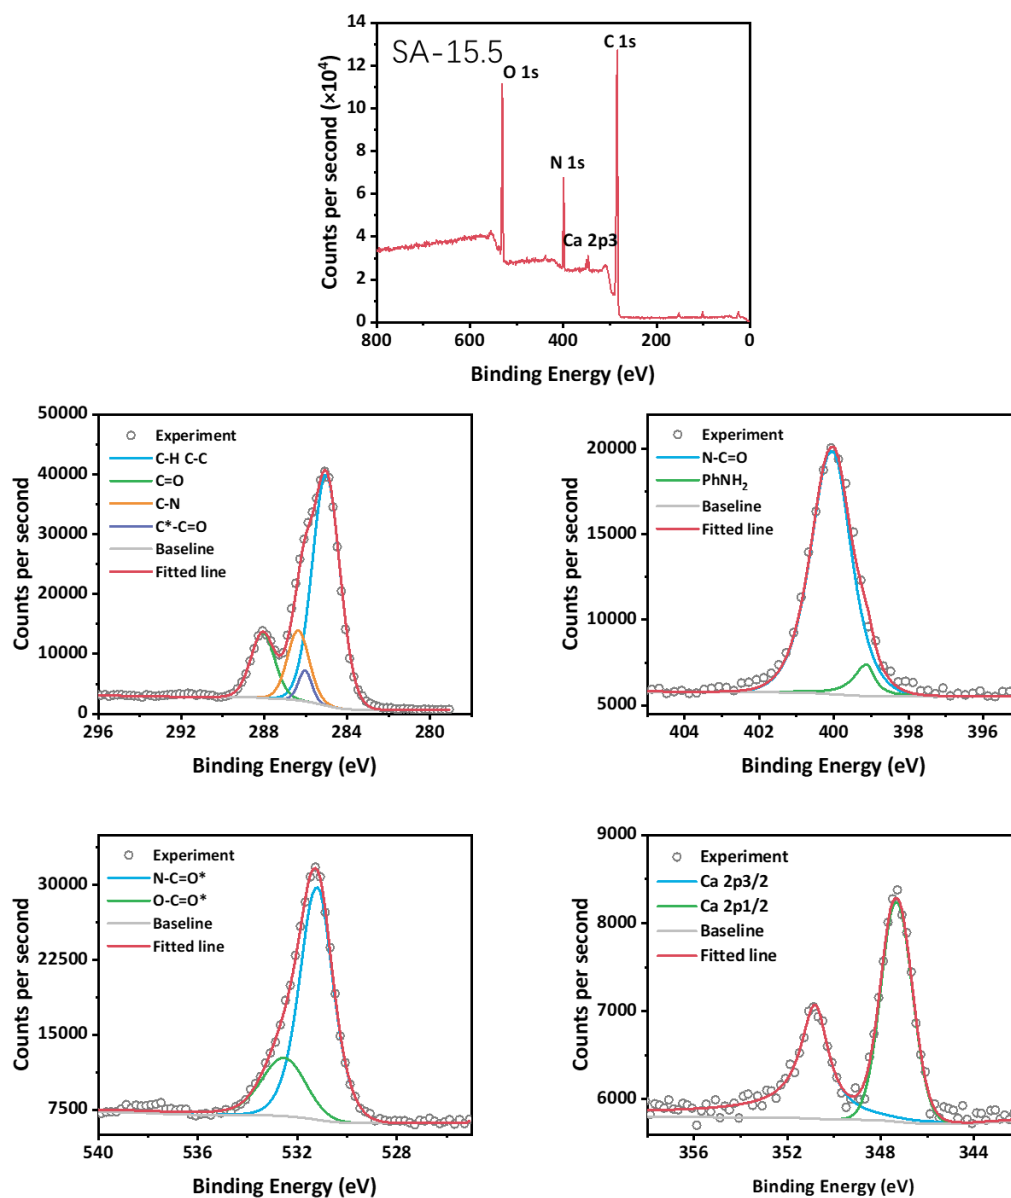 SA-15.5
C 1s
O 1s
N 1s
Ca 2p3
Counts per second (×10⁴)
14
12
10
8
6
4
2
0
800
600
400
200
0
Binding Energy (eV)
50000
40000
30000
20000
10000
0
Counts per second
Experiment
C-H C-C
C=O
C-N
C*-C=O
Baseline
Fitted line
296
292
288
284
280
Binding Energy (eV)
20000
15000
10000
5000
Counts per second
Experiment
N-C=O
PhNH₂
Baseline
Fitted line
404
402
400
398
396
Binding Energy (eV)
30000
22500
15000
7500
Counts per second
Experiment
N-C=O*
O-C=O*
Baseline
Fitted line
540
536
532
528
Binding Energy (eV)
9000
8000
7000
6000
Counts per second
Experiment
Ca 2p3/2
Ca 2p1/2
Baseline
Fitted line
356
352
348
344
Binding Energy (eV)